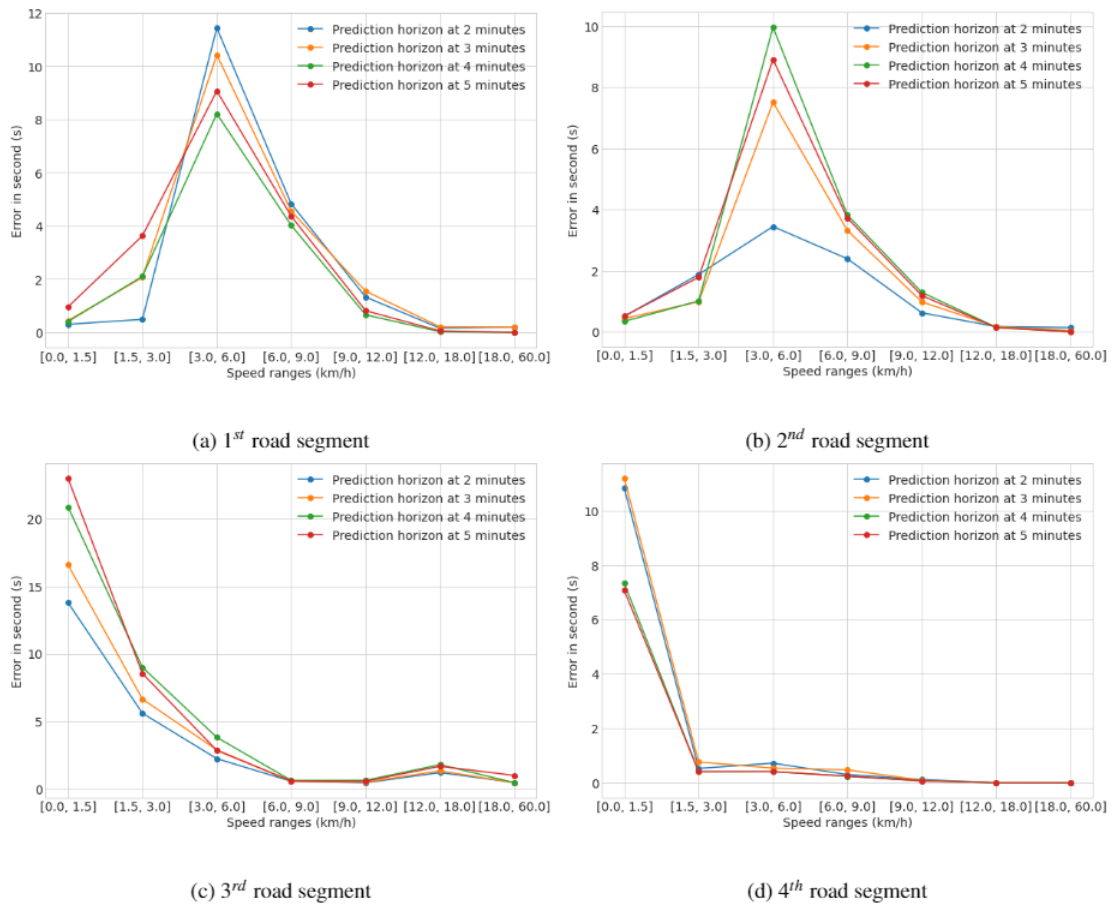 12
10
8
6
4
2
0
Error in second (s)
Prediction horizon at 2 minutes
Prediction horizon at 3 minutes
Prediction horizon at 4 minutes
Prediction horizon at 5 minutes
[0.0, 1.5] [1.5, 3.0] [3.0, 6.0] [6.0, 9.0] [9.0, 12.0] [12.0, 18.0] [18.0, 60.0]
Speed ranges (km/h)
(a) 1st road segment
10
8
6
4
2
0
Error in second (s)
Prediction horizon at 2 minutes
Prediction horizon at 3 minutes
Prediction horizon at 4 minutes
Prediction horizon at 5 minutes
[0.0, 1.5] [1.5, 3.0] [3.0, 6.0] [6.0, 9.0] [9.0, 12.0] [12.0, 18.0] [18.0, 60.0]
Speed ranges (km/h)
(b) 2nd road segment
20
15
10
5
0
Error in second (s)
Prediction horizon at 2 minutes
Prediction horizon at 3 minutes
Prediction horizon at 4 minutes
Prediction horizon at 5 minutes
[0.0, 1.5] [1.5, 3.0] [3.0, 6.0] [6.0, 9.0] [9.0, 12.0] [12.0, 18.0] [18.0, 60.0]
Speed ranges (km/h)
(c) 3rd road segment
10
8
6
4
2
0
Error in second (s)
Prediction horizon at 2 minutes
Prediction horizon at 3 minutes
Prediction horizon at 4 minutes
Prediction horizon at 5 minutes
[0.0, 1.5] [1.5, 3.0] [3.0, 6.0] [6.0, 9.0] [9.0, 12.0] [12.0, 18.0] [18.0, 60.0]
Speed ranges (km/h)
(d) 4th road segment